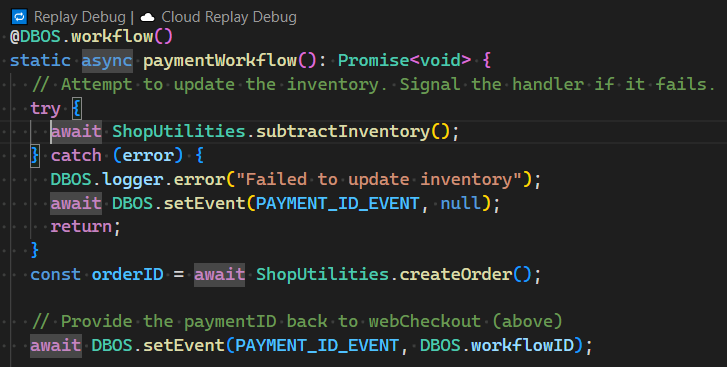 Replay Debug | Cloud Replay Debug
@DBOS.workflow()
static async paymentWorkflow(): Promise<void> {
// Attempt to update the inventory. Signal the handler if it fails.
try {
await ShopUtilities.subtractInventory();
} catch (error) {
DBOS.logger.error("Failed to update inventory");
await DBOS.setEvent(PAYMENT_ID_EVENT, null);
return;
}
const orderID = await ShopUtilities.createOrder();
// Provide the paymentID back to webCheckout (above)
await DBOS.setEvent(PAYMENT_ID_EVENT, DBOS.workflowID);